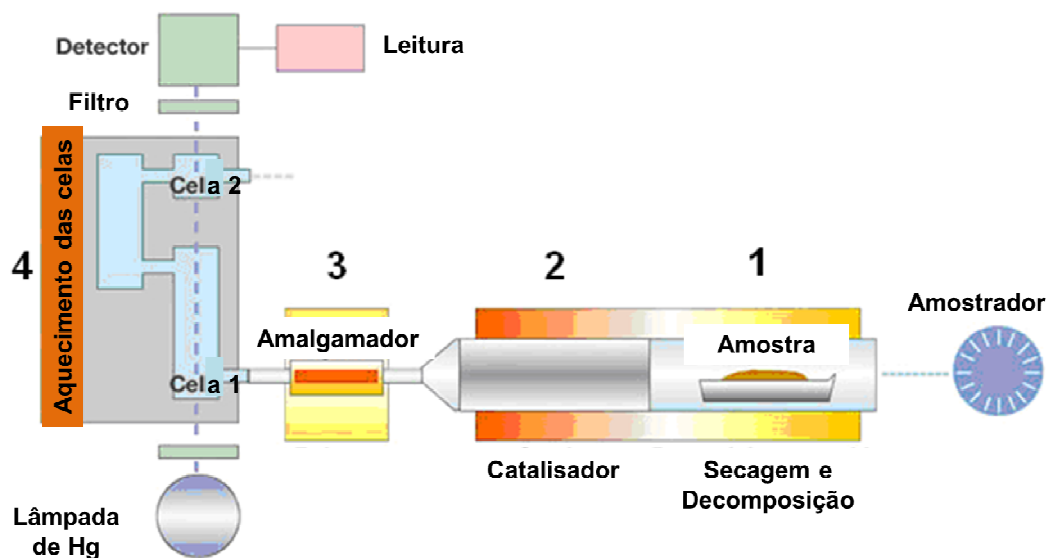 Detector
Leitura
Filtro
Aquecimento das celas
Cela 2
4
3
2
1
Amostrador
Amalgamador
Amostra
Cela 1
Catalisador
Secagem e
Decomposição
Lâmpada
de Hg